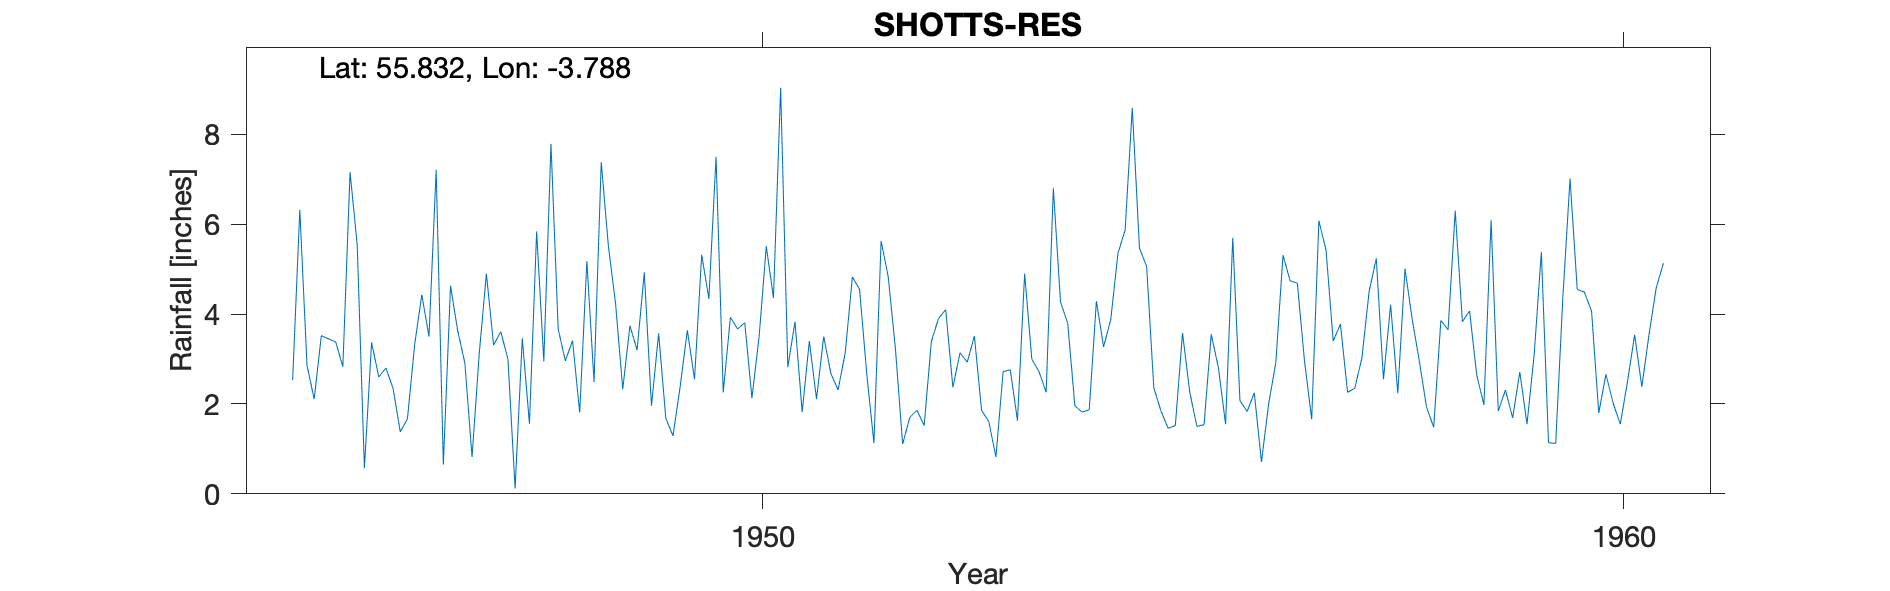 SHOTTS-RES
Lat: 55.832, Lon: -3.788
Rainfall [inches]
8
6
4
2
0
1950
1960
Year